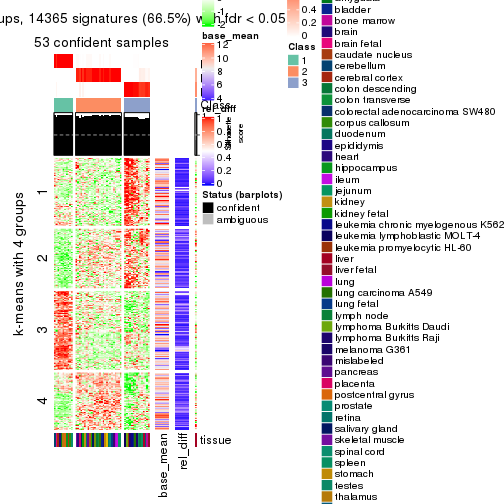 ups, 14365 signatures (66.5%) with fdr < 0.05
53 confident samples
base_mean
12
10
8
6
4
0.4
0.2
0
Class
1
2
3
Class
rel_diff
1
0.8
0.6
0.4
0.2
0
score
Status (barplots)
confident
ambiguous
k-means with 4 groups
1
2
3
4
base_mean
rel_diff
tissue
bladder
bone marrow
brain
brain fetal
caudate nucleus
cerebellum
cerebral cortex
colon descending
colon transverse
colorectal adenocarcinoma SW480
corpus callosum
duodenum
epididymis
heart
hippocampus
ileum
jejunum
kidney
kidney fetal
leukemia chronic myelogenous K562
leukemia lymphoblastic MOLT-4
leukemia promyelocytic HL-60
liver
liver fetal
lung
lung carcinoma A549
lung fetal
lymph node
lymphoma Burkitts Daudi
lymphoma Burkitts Raji
melanoma G361
mislabeled
pancreas
placenta
postcentral gyrus
prostate
retina
salivary gland
skeletal muscle
spinal cord
spleen
stomach
testes
thalamus